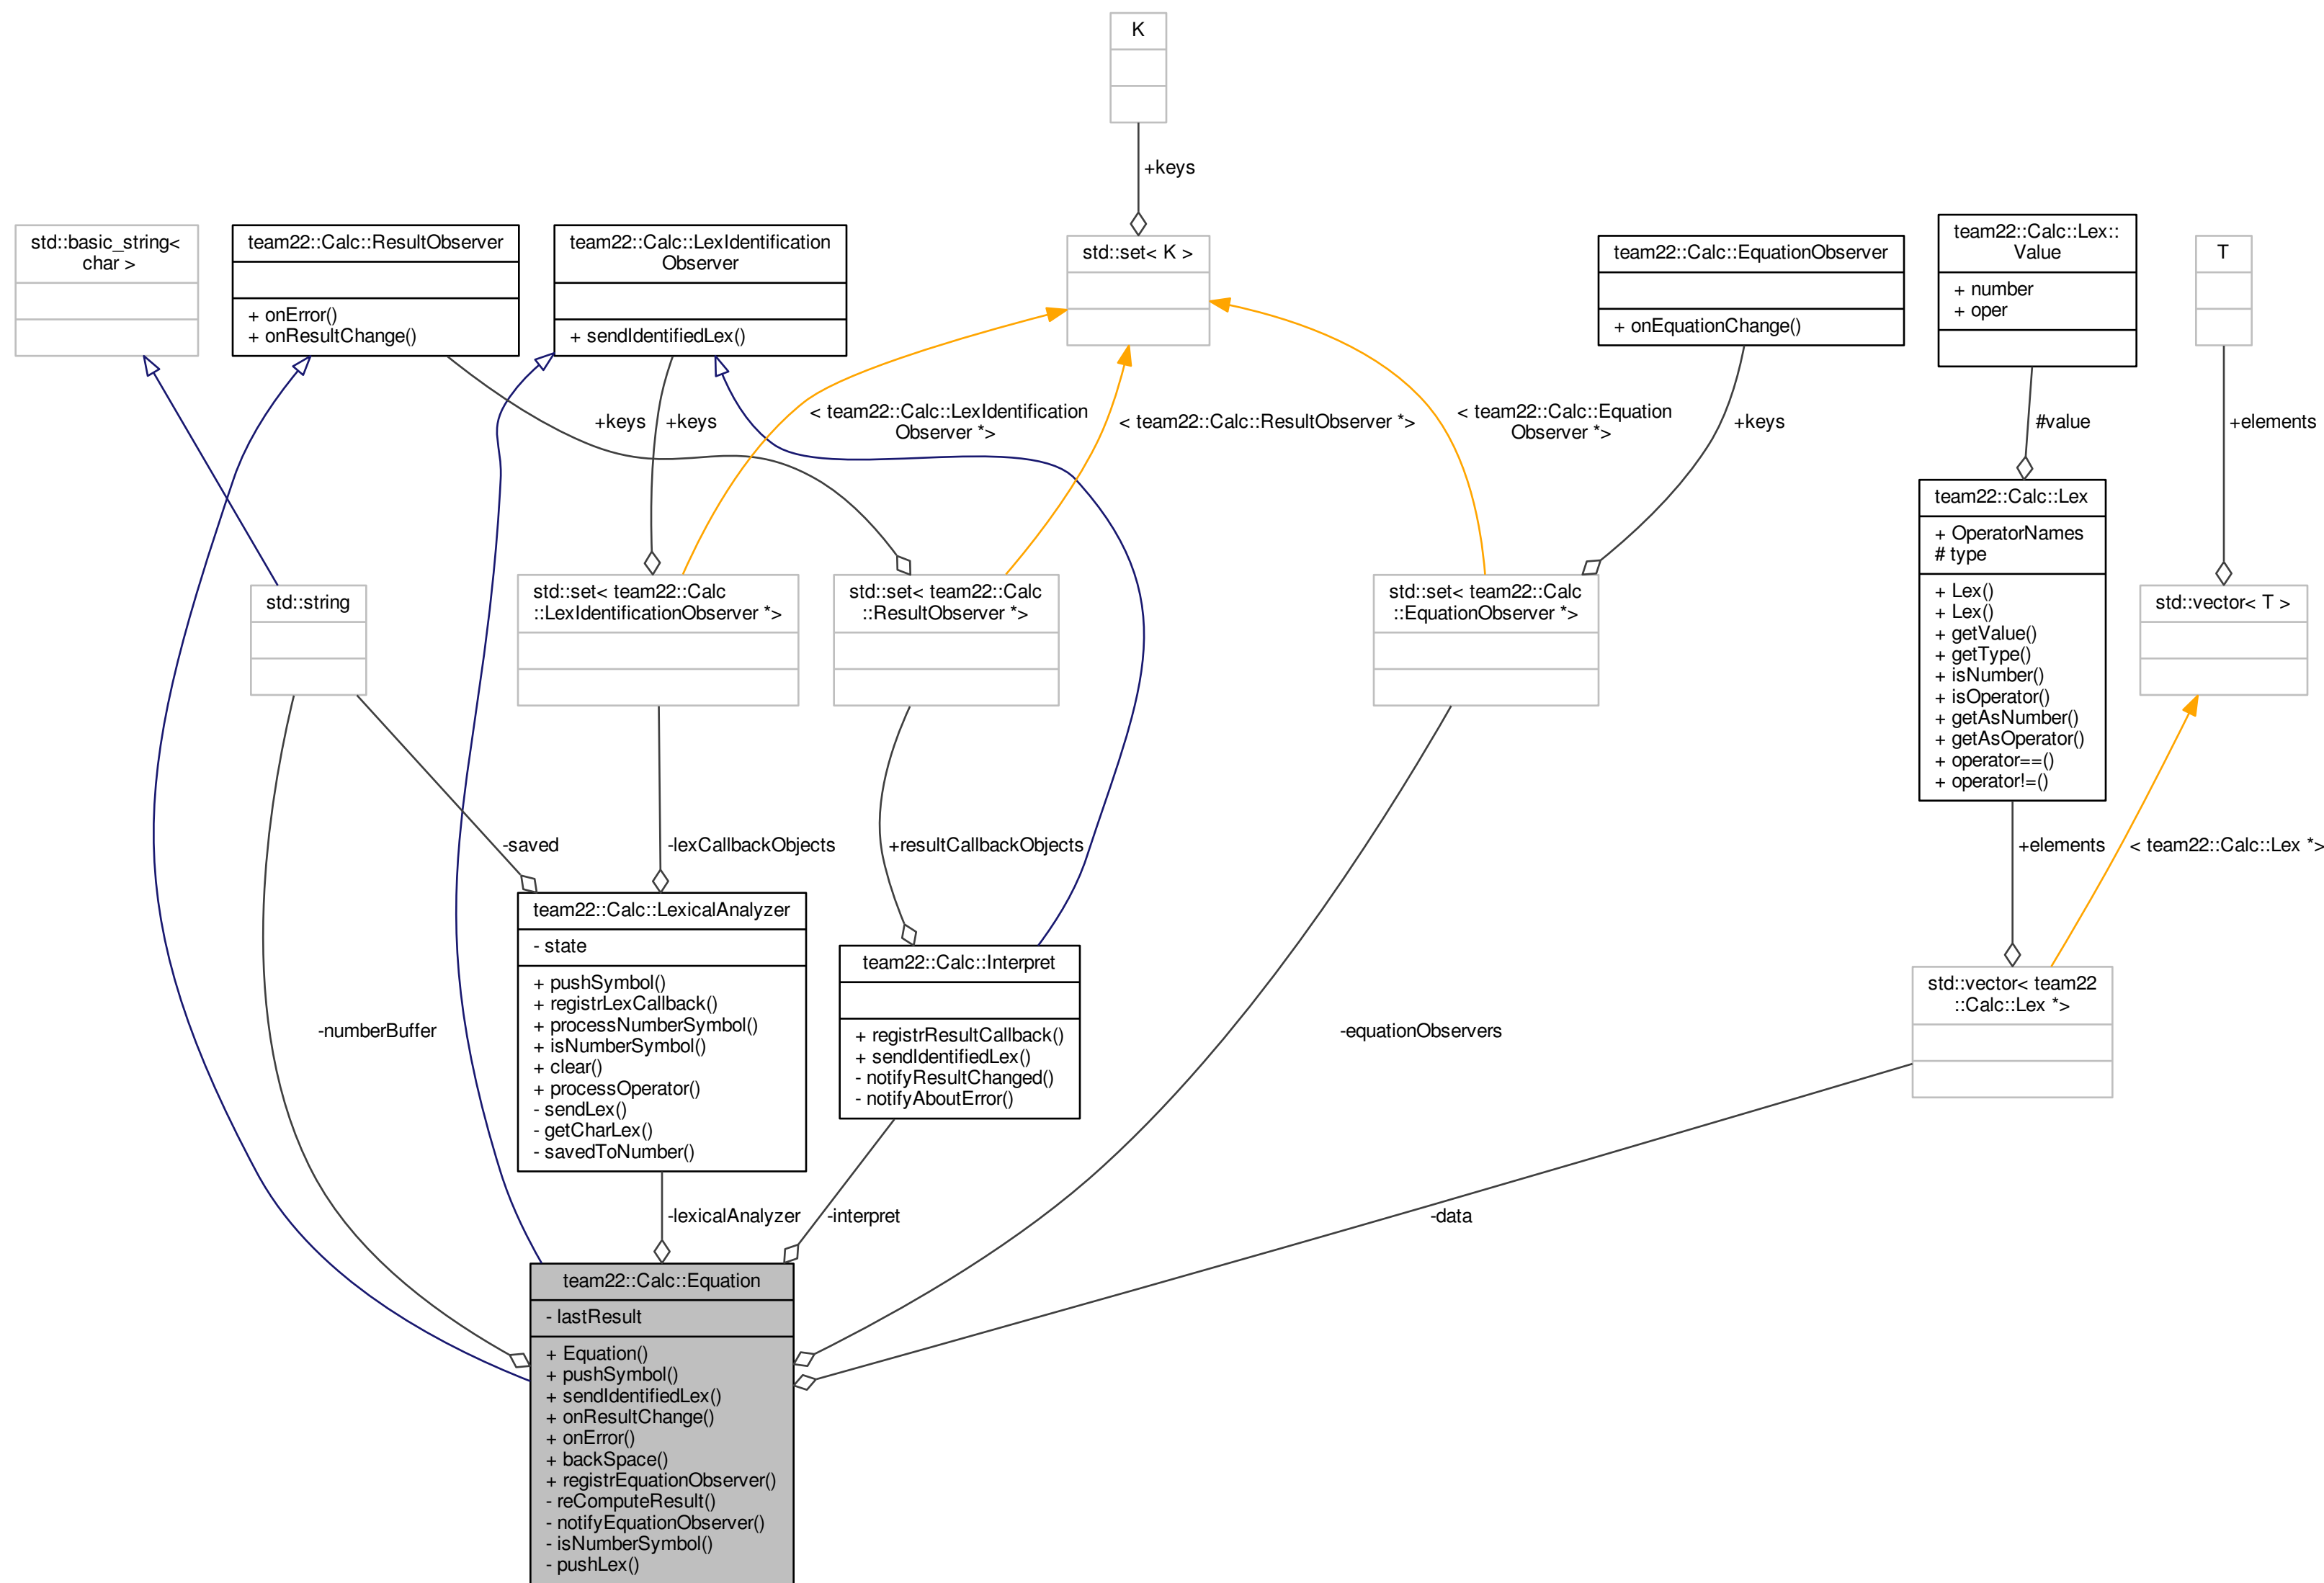 K
+keys
std::basic_string<
char >
team22::Calc::ResultObserver
+ onError()
+ onResultChange()
team22::Calc::LexIdentification
Observer
+ sendIdentifiedLex()
std::set< K >
team22::Calc::EquationObserver
+ onEquationChange()
team22::Calc::Lex::
Value
+ number
+ oper
T
+keys
+keys
< team22::Calc::LexIdentification
Observer *>
< team22::Calc::ResultObserver *>
< team22::Calc::Equation
Observer *>
+keys
#value
+elements
std::string
std::set< team22::Calc
::LexIdentificationObserver *>
std::set< team22::Calc
::ResultObserver *>
std::set< team22::Calc
::EquationObserver *>
team22::Calc::Lex
+ OperatorNames
# type
+ Lex()
+ Lex()
+ getValue()
+ getType()
+ isNumber()
+ isOperator()
+ getAsNumber()
+ getAsOperator()
+ operator==()
+ operator!=()
std::vector< T >
-saved
-lexCallbackObjects
+resultCallbackObjects
+elements
< team22::Calc::Lex *>
team22::Calc::LexicalAnalyzer
- state
+ pushSymbol()
+ registrLexCallback()
+ processNumberSymbol()
+ isNumberSymbol()
+ clear()
+ processOperator()
- sendLex()
- getCharLex()
- savedToNumber()
team22::Calc::Interpret
+ registrResultCallback()
+ sendIdentifiedLex()
- notifyResultChanged()
- notifyAboutError()
std::vector< team22
::Calc::Lex *>
-numberBuffer
-equationObservers
-lexicalAnalyzer
-interpret
-data
team22::Calc::Equation
- lastResult
+ Equation()
+ pushSymbol()
+ sendIdentifiedLex()
+ onResultChange()
+ onError()
+ backSpace()
+ registrEquationObserver()
- reComputeResult()
- notifyEquationObserver()
- isNumberSymbol()
- pushLex()